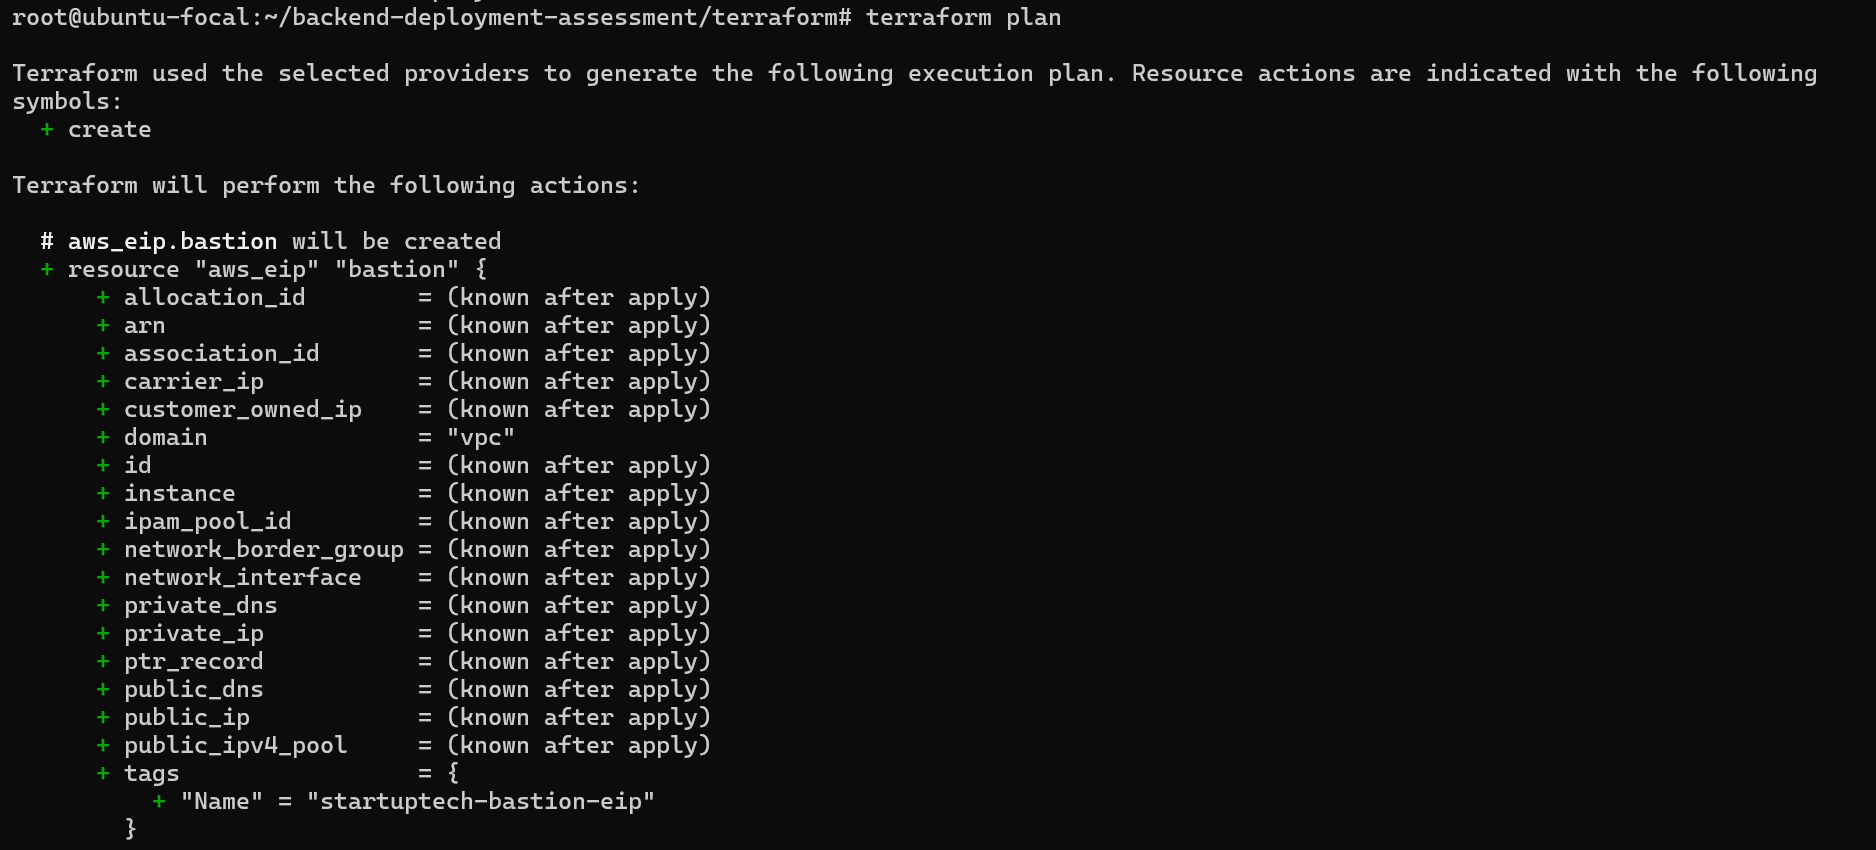 root@ubuntu-focal:~/backend-deployment-assessment/terraform# terraform plan
Terraform used the selected providers to generate the following execution plan. Resource actions are indicated with the following
symbols:
  + create
Terraform will perform the following actions:
  # aws_eip.bastion will be created
  + resource "aws_eip" "bastion" {
      + allocation_id        = (known after apply)
      + arn                  = (known after apply)
      + association_id       = (known after apply)
      + carrier_ip           = (known after apply)
      + customer_owned_ip    = (known after apply)
      + domain               = "vpc"
      + id                   = (known after apply)
      + instance             = (known after apply)
      + ipam_pool_id         = (known after apply)
      + network_border_group = (known after apply)
      + network_interface    = (known after apply)
      + private_dns          = (known after apply)
      + private_ip           = (known after apply)
      + ptr_record           = (known after apply)
      + public_dns           = (known after apply)
      + public_ip            = (known after apply)
      + public_ipv4_pool     = (known after apply)
      + tags                 = {
          + "Name" = "startuptech-bastion-eip"
        }